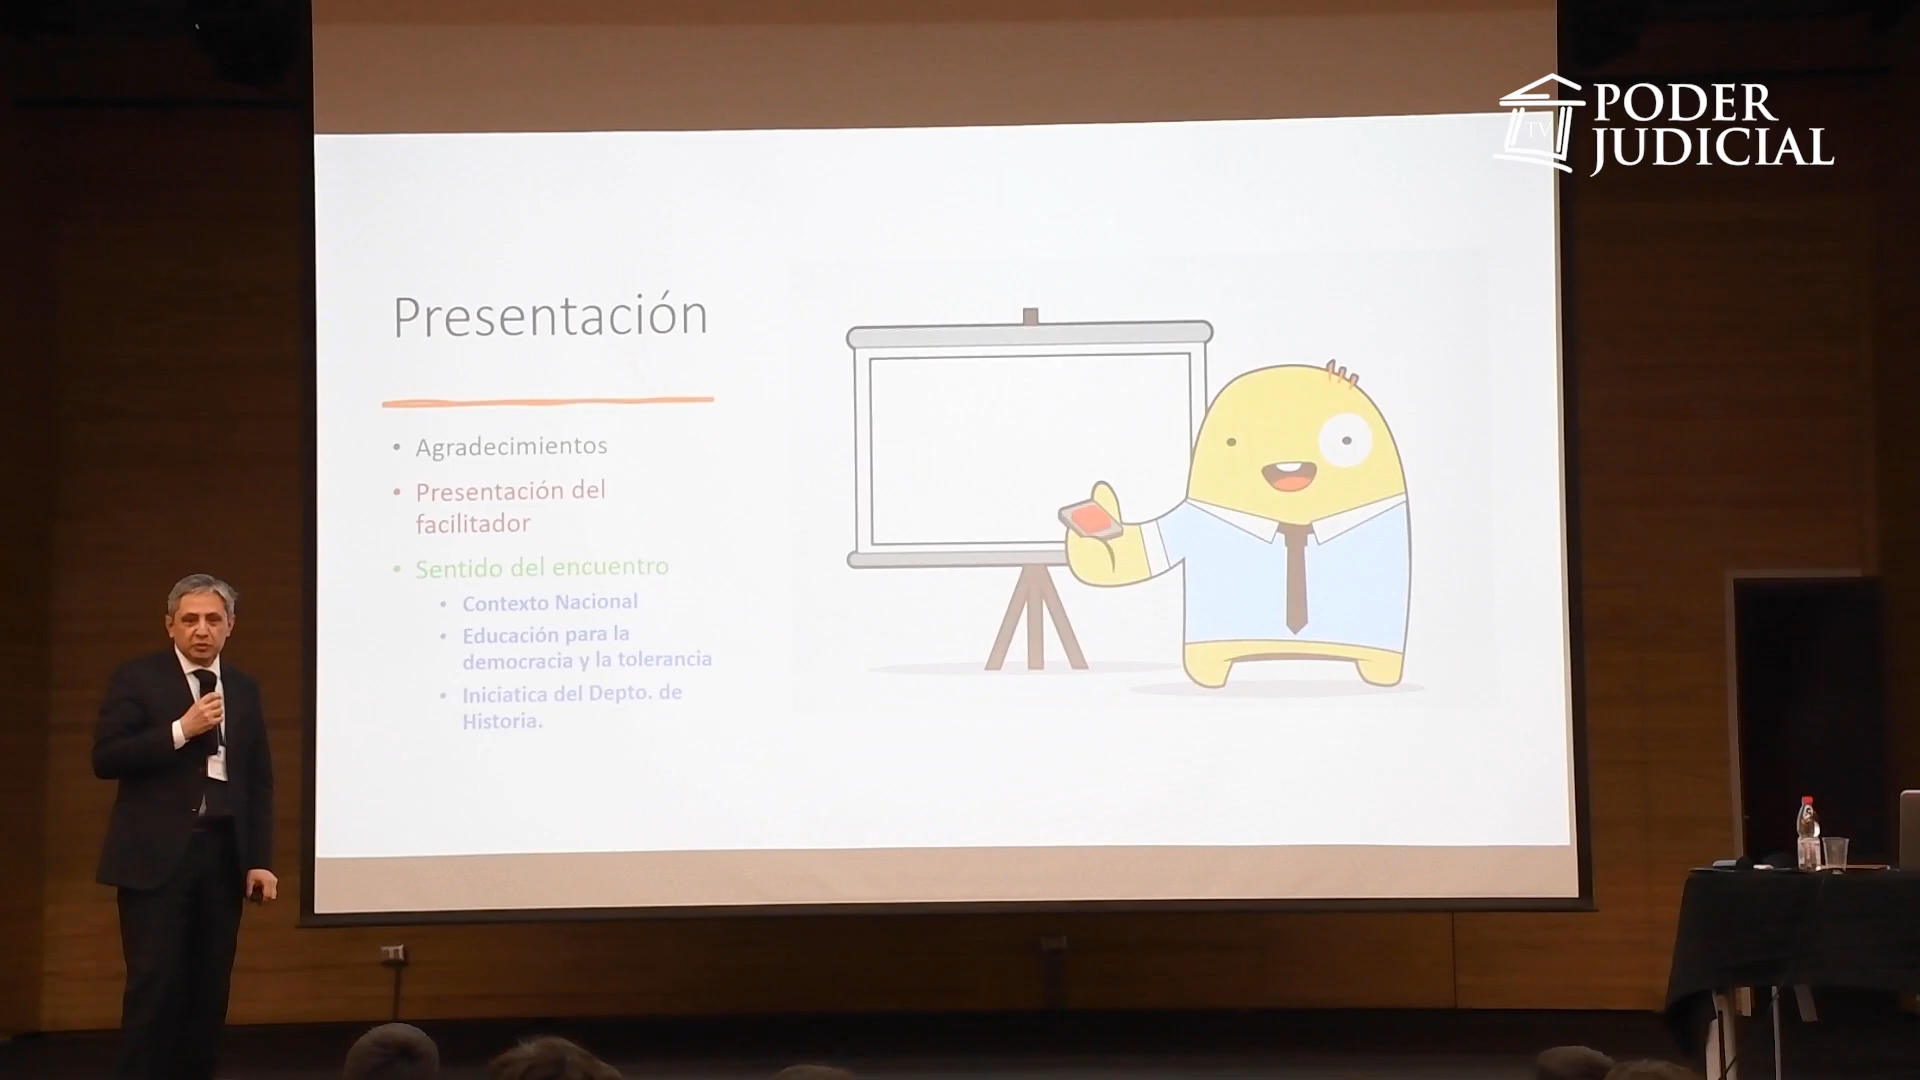 TV
PODER
JUDICIAL
Presentación
• Agradecimientos
• Presentación del
facilitador
• Sentido del encuentro
• Contexto Nacional
• Educación para la
democracia y la tolerancia
• Iniciatica del Depto. de
Historia.